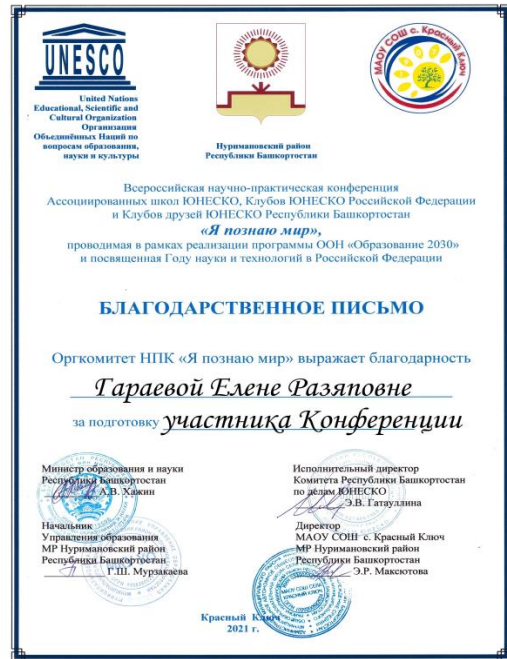 UNESCO
United Nations
Educational, Scientific and
Cultural Organization
Организация
Объединённых Наций по
вопросам образования,
науки и культуры
Нуримановский район
Республики Башкортостан
МАОУ СОШ с. Красный Ключ
Всероссийская научно-практическая конференция
Ассоциированных школ ЮНЕСКО, Клубов ЮНЕСКО Российской Федерации
и Клубов друзей ЮНЕСКО Республики Башкортостан
«Я познаю мир»,
проводимая в рамках реализации программы ООН «Образование 2030»
и посвященная Году науки и технологий в Российской Федерации
БЛАГОДАРСТВЕННОЕ ПИСЬМО
Оргкомитет НПК «Я познаю мир» выражает благодарность
Гараевой Елене Разяповне
за подготовку участника Конференции
Министр образования и науки
Республики Башкортостан
А.В. Хажин
Исполнительный директор
Комитета Республики Башкортостан
по делам ЮНЕСКО
Э.В. Гатауллина
Начальник
Управления образования
МР Нуримановский район
Республики Башкортостан
Г.Ш. Мурзакаева
Директор
МАОУ СОШ с. Красный Ключ
МР Нуримановский район
Республики Башкортостан
Э.Р. Максютова
Красный Ключ
2021 г.